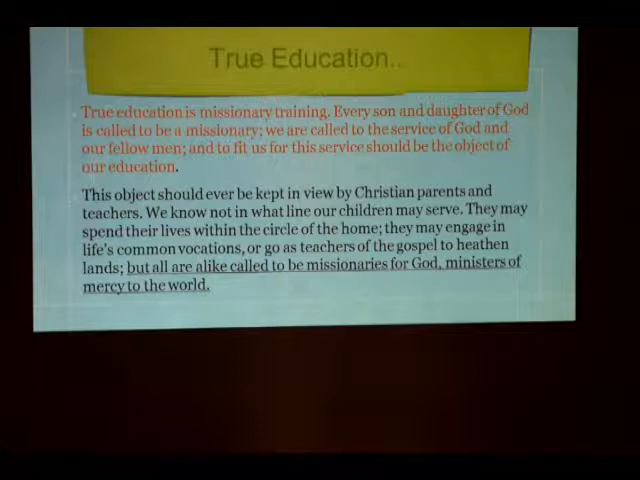 True Education..
True education is missionary training. Every son and daughter of God
is called to be a missionary; we are called to the service of God and
our fellow men; and to fit us for this service should be the object of
our education.
This object should ever be kept in view by Christian parents and
teachers. We know not in what line our children may serve. They may
spend their lives within the circle of the home; they may engage in
life's common vocations, or go as teachers of the gospel to heathen
lands; but all are alike called to be missionaries for God, ministers of
mercy to the world.